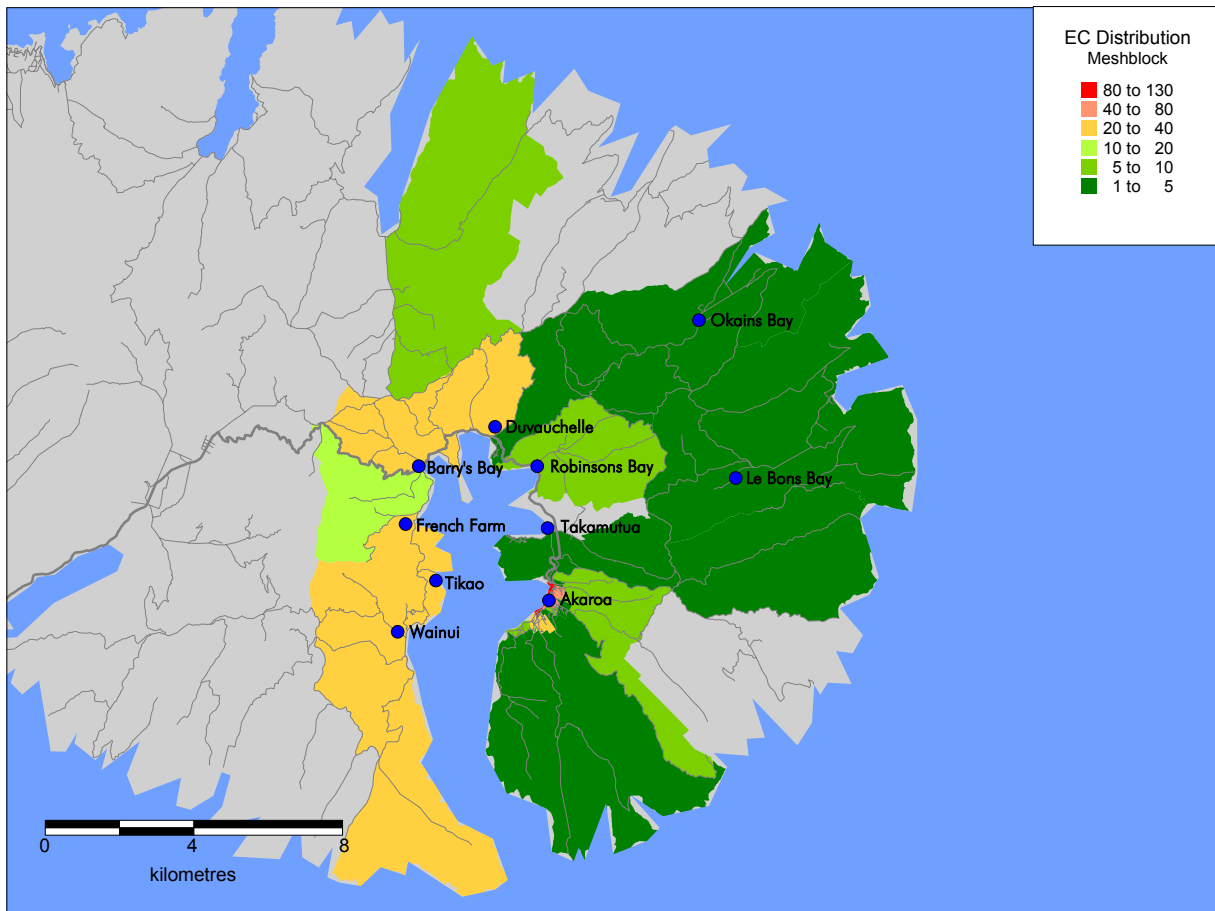 EC Distribution
Meshblock
80 to 130
40 to 80
20 to 40
10 to 20
5 to 10
1 to 5
Okains Bay
Duvauchelle
Barry's Bay
Robinsons Bay
Le Bons Bay
French Farm
Takamutua
Tikao
Akaroa
Wainui
0 4 8
kilometres